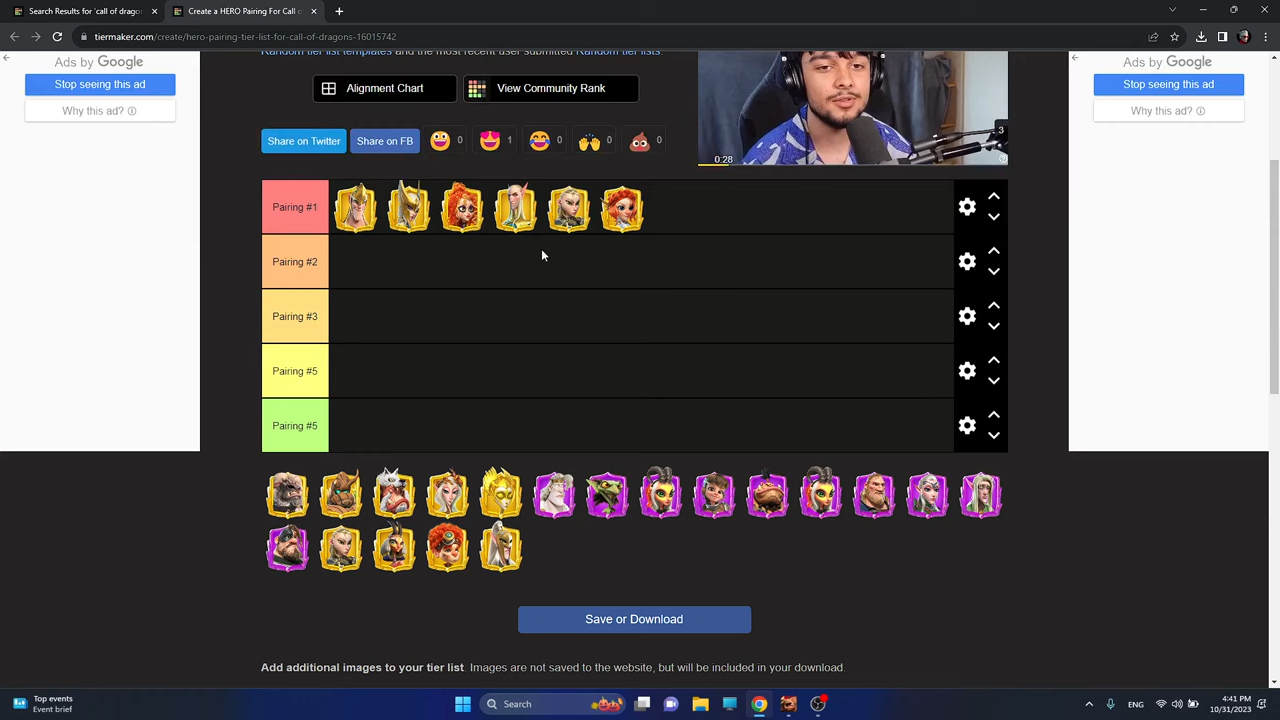 Search Results for 'call of dragon
Create a HERO Pairing For Call o
tiermaker.com/create/hero-pairing-tier-list-for-call-of-dragons-16015742
Random tier list templates and the most recent user submitted Random tier lists.
Ads by Google
Stop seeing this ad
Why this ad?
Alignment Chart
View Community Rank
Share on Twitter
Share on FB
0
1
0
0
0
3
0:28
Ads by Google
Stop seeing this ad
Why this ad?
Pairing #1
Pairing #2
Pairing #3
Pairing #5
Pairing #5
Save or Download
Add additional images to your tier list. Images are not saved to the website, but will be included in your download.
Top events
Event brief
Search
ENG
4:41 PM
10/31/2023